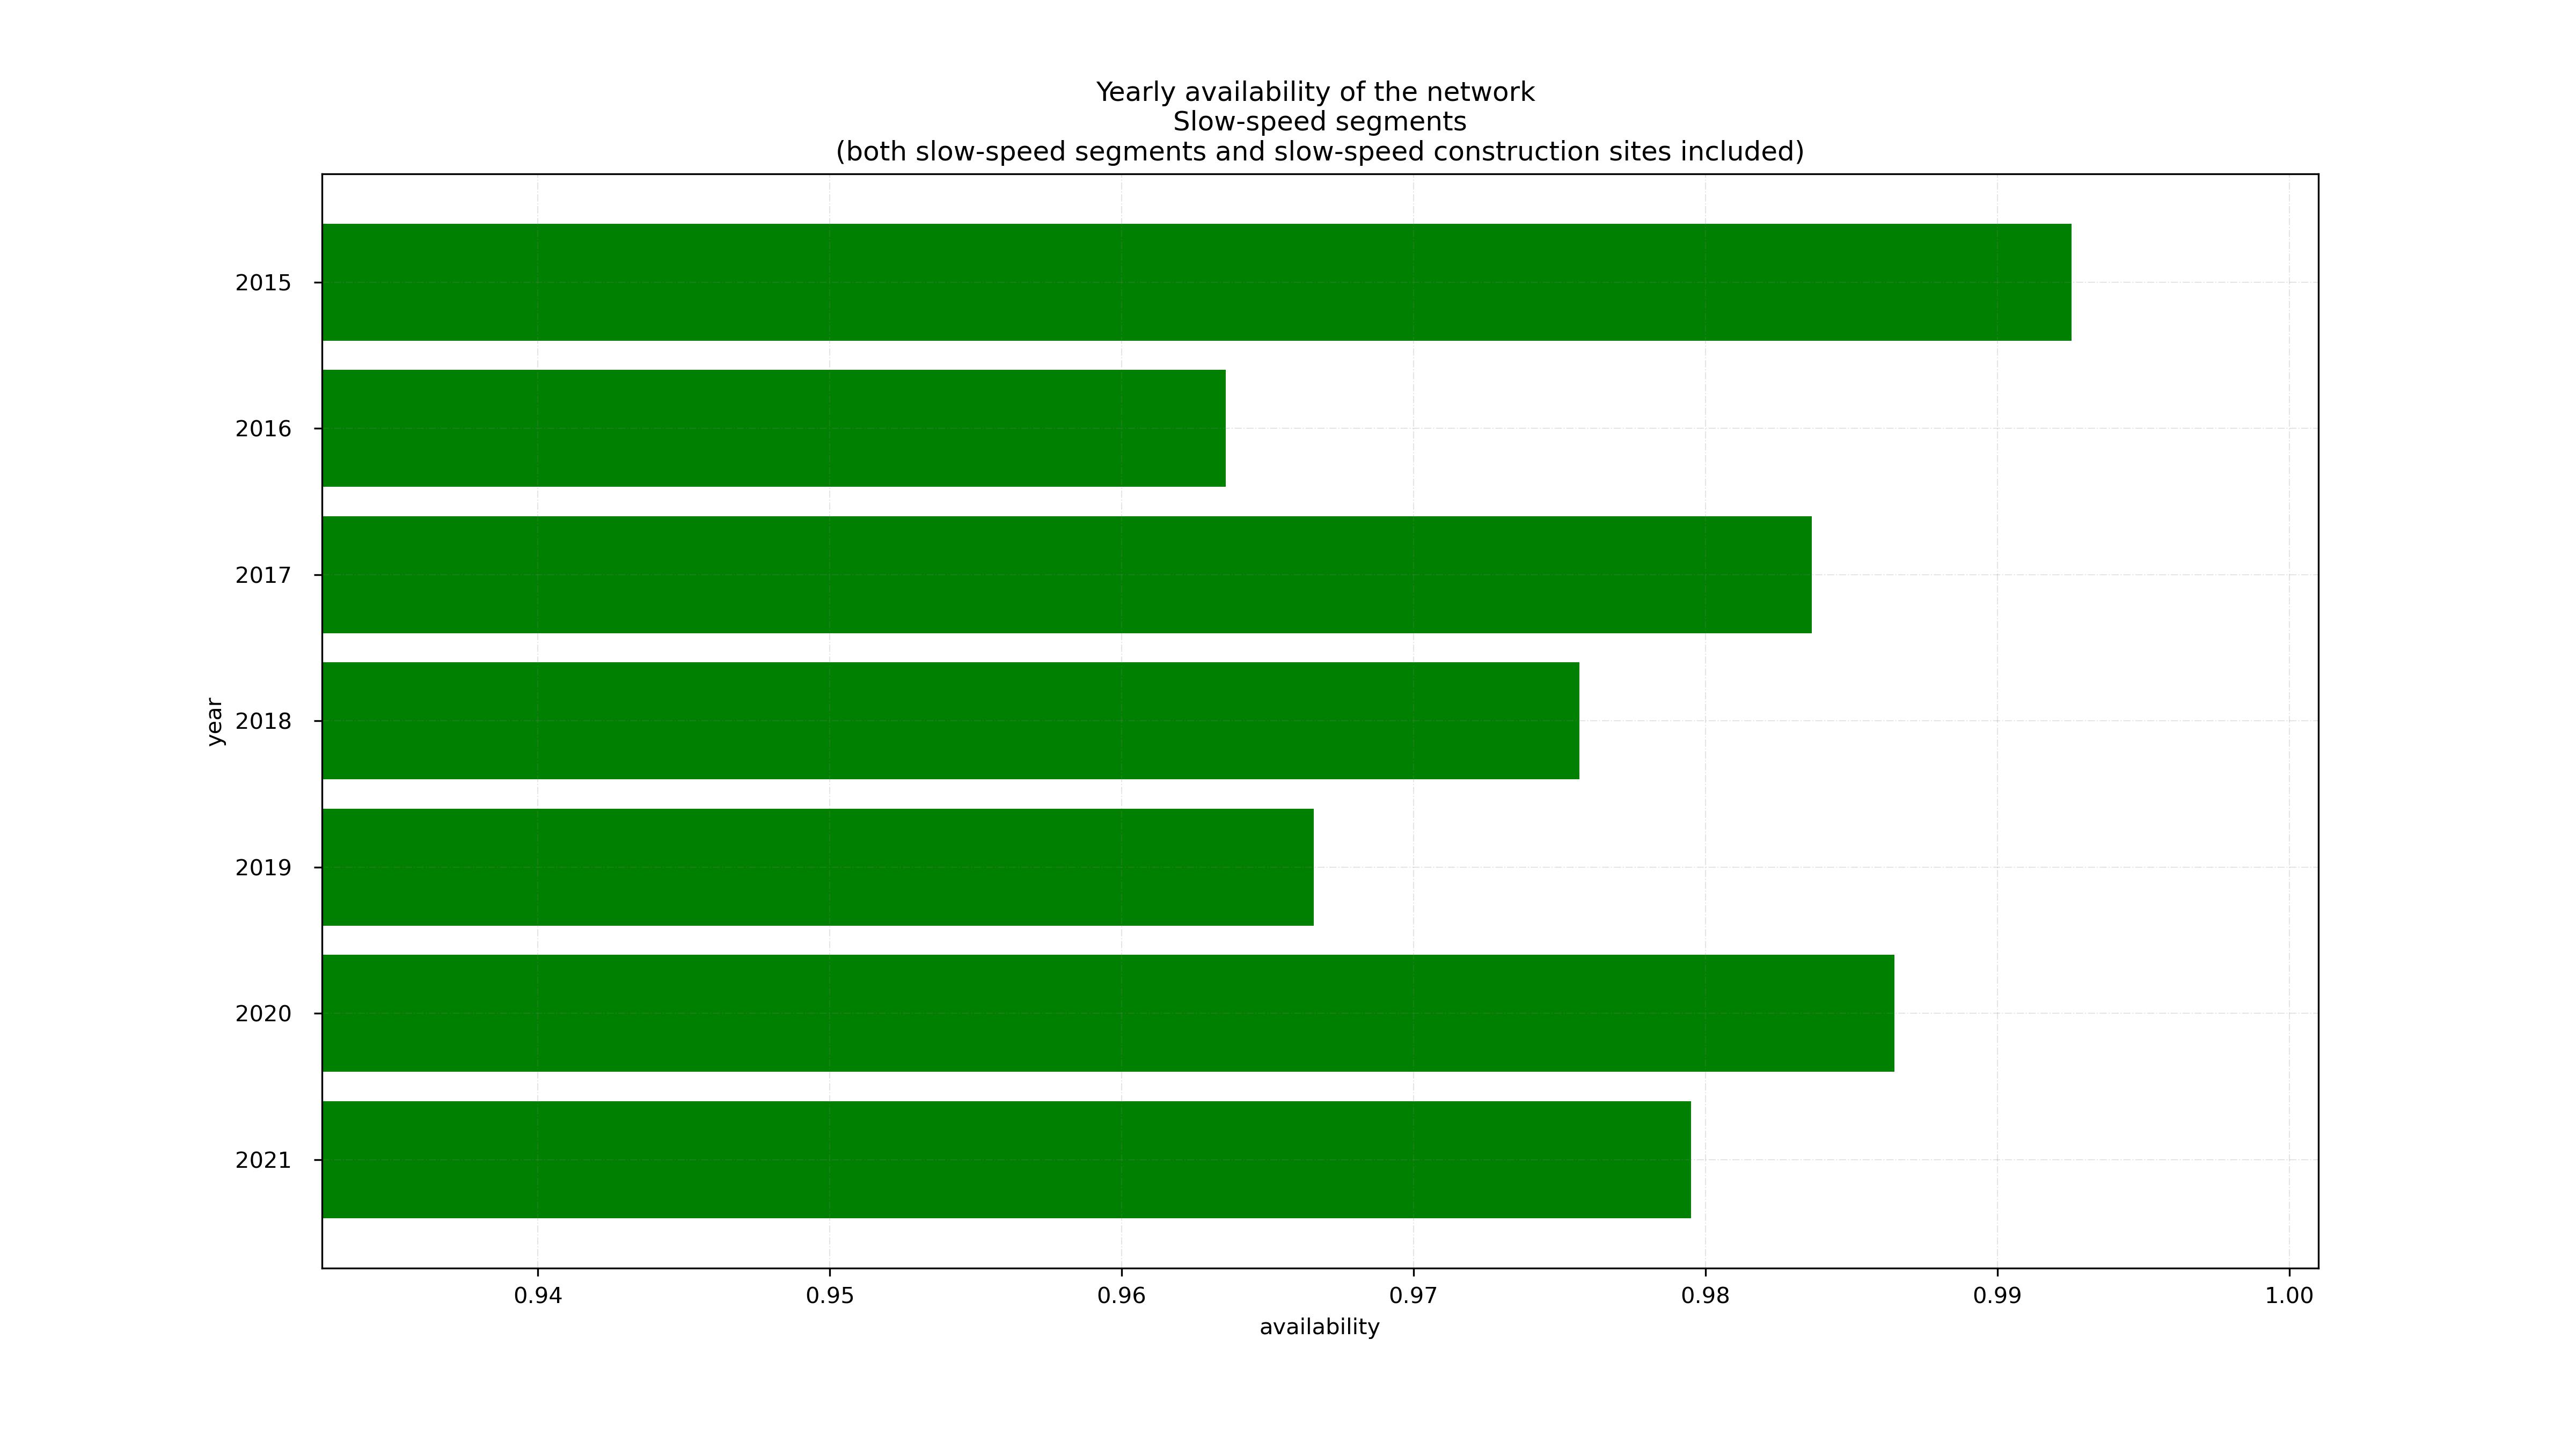 Yearly availability of the network
Slow-speed segments
(both slow-speed segments and slow-speed construction sites included)
2015
2016
2017
2018
2019
2020
2021
year
0.94 0.95 0.96 0.97 0.98 0.99 1.00
availability